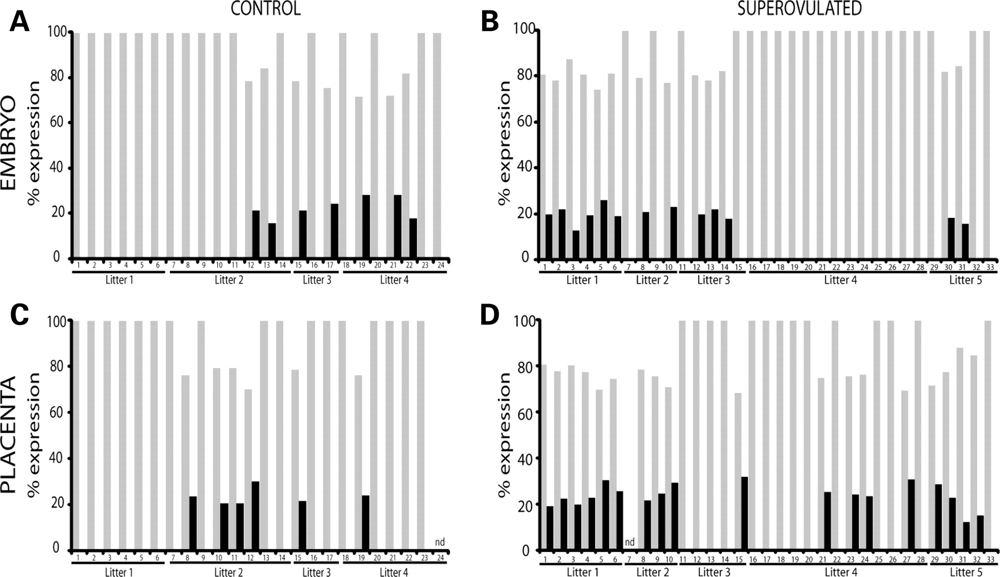 CONTROL
SUPEROVULATED
A
B
EMBRYO
% expression
100
80
60
40
20
0
1 2 3 4 5 6 7 8 9 10 11 12 13 14 15 16 17 18 19 20 21 22 23 24
Litter 1 Litter 2 Litter 3 Litter 4
% expression
100
80
60
40
20
0
1 2 3 4 5 6 7 8 9 10 11 12 13 14 15 16 17 18 19 20 21 22 23 24 25 26 27 28 29 30 31 32 33
Litter 1 Litter 2 Litter 3 Litter 4 Litter 5
C
D
PLACENTA
% expression
100
80
60
40
20
0
nd
1 2 3 4 5 6 7 8 9 10 11 12 13 14 15 16 17 18 19 20 21 22 23 24
Litter 1 Litter 2 Litter 3 Litter 4
% expression
100
80
60
40
20
0
nd
1 2 3 4 5 6 7 8 9 10 11 12 13 14 15 16 17 18 19 20 21 22 23 24 25 26 27 28 29 30 31 32 33
Litter 1 Litter 2 Litter 3 Litter 4 Litter 5